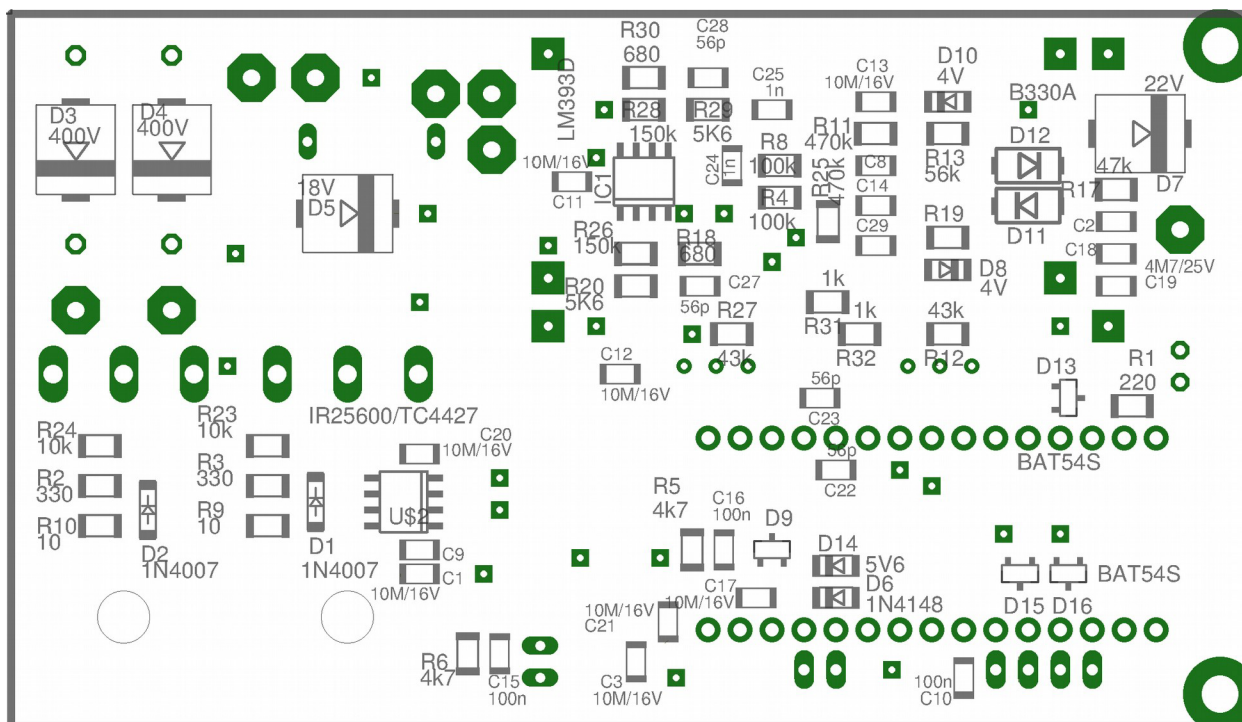 R30
680
C28
56p
C25
1n
C13
10M/16V
D10
4V
B330A
22V
D3
400V
D4
400V
LM393D
R28
150k
R29
5K6
R11
470k
R8
100k
D12
R13
56k
C8
C24
1n
10M/16V
C11
IC1
R25
470k
C14
47k
R17
D7
18V
D5
R4
100k
C29
R19
D11
C2
C18
4M7/25V
C19
R26
150k
R18
680
R20
5K6
C27
56p
D8
4V
1k
R31
1k
R32
43k
R12
R27
43k
C12
10M/16V
D13
R1
220
56p
C23
IR25600/TC4427
R24
10k
R23
10k
C20
10M/16V
BAT54S
R2
330
R3
330
56p
C22
R10
10
R9
10
U$2
R5
4k7
C16
100n
D9
D14
5V6
D2
1N4007
D1
1N4007
C9
C1
10M/16V
C17
10M/16V
D6
1N4148
BAT54S
D15
D16
10M/16V
C21
R6
4k7
C15
100n
C3
10M/16V
100n
C10